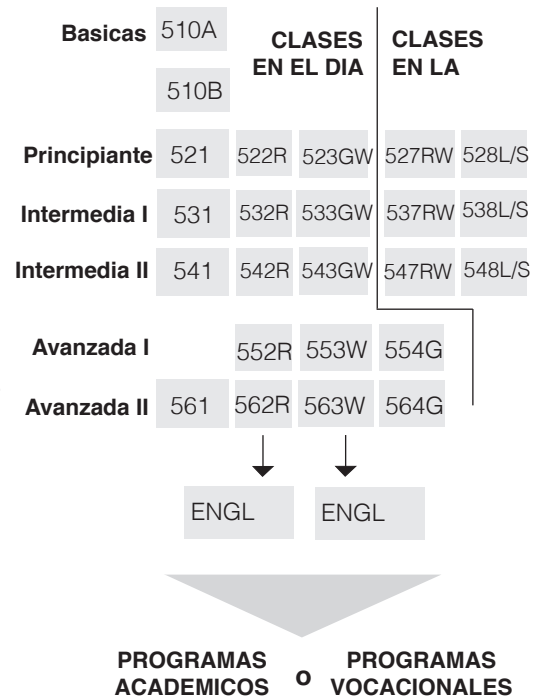 Basicas 510A
CLASES EN EL DIA
CLASES EN LA
510B
Principiante 521 522R 523GW 527RW 528L/S
Intermedia I 531 532R 533GW 537RW 538L/S
Intermedia II 541 542R 543GW 547RW 548L/S
Avanzada I 552R 553W 554G
Avanzada II 561 562R 563W 564G
ENGL ENGL
PROGRAMAS ACADEMICOS o PROGRAMAS VOCACIONALES